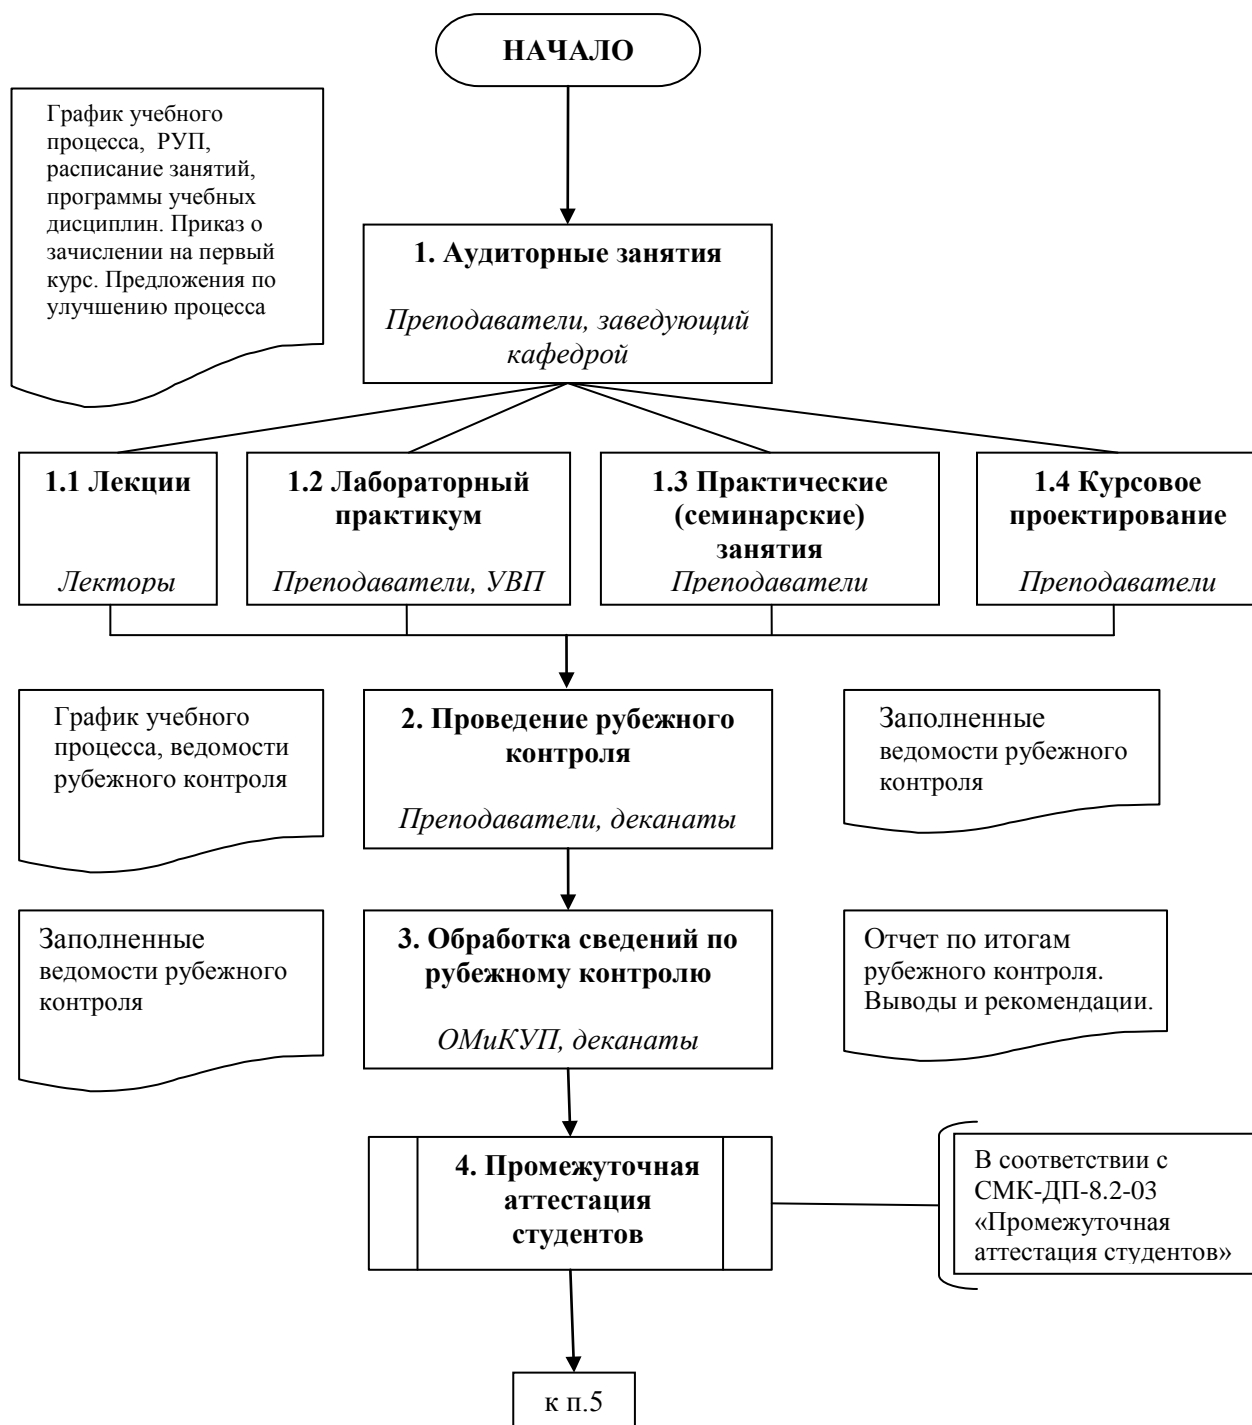 НАЧАЛО
График учебного
процесса, РУП,
расписание занятий,
программы учебных
дисциплин. Приказ о
зачислении на первый
курс. Предложения по
улучшению процесса
1. Аудиторные занятия
Преподаватели, заведующий
кафедрой
1.1 Лекции
Лекторы
1.2 Лабораторный
практикум
Преподаватели, УВП
1.3 Практические
(семинарские)
занятия
Преподаватели
1.4 Курсовое
проектирование
Преподаватели
График учебного
процесса, ведомости
рубежного контроля
2. Проведение рубежного
контроля
Преподаватели, деканаты
Заполненные
ведомости рубежного
контроля
Заполненные
ведомости рубежного
контроля
3. Обработка сведений по
рубежному контролю
ОМиКУП, деканаты
Отчет по итогам
рубежного контроля.
Выводы и рекомендации.
4. Промежуточная
аттестация
студентов
В соответствии с
СМК-ДП-8.2-03
«Промежуточная
аттестация студентов»
к п.5